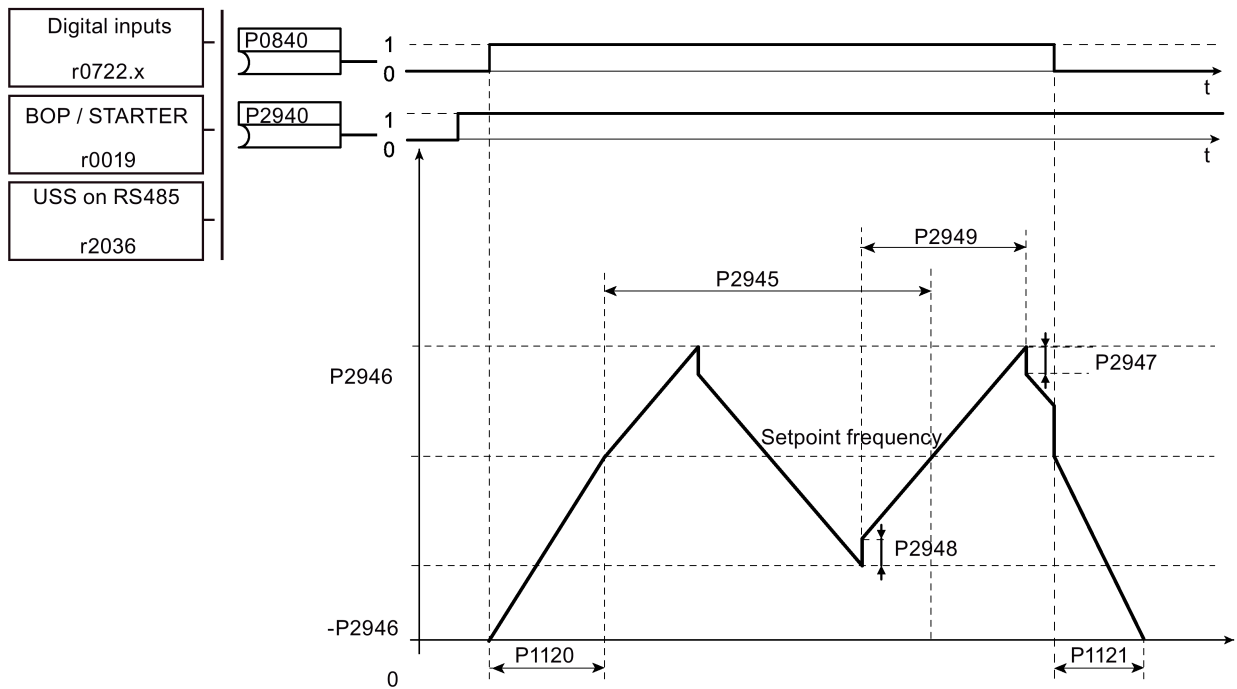 Digital inputs
r0722.x
BOP / STARTER
r0019
USS on RS485
r2036
P0840
1
0
t
P2940
1
0
t
P2949
P2945
P2946
P2947
Setpoint frequency
P2948
-P2946
P1120
P1121
0